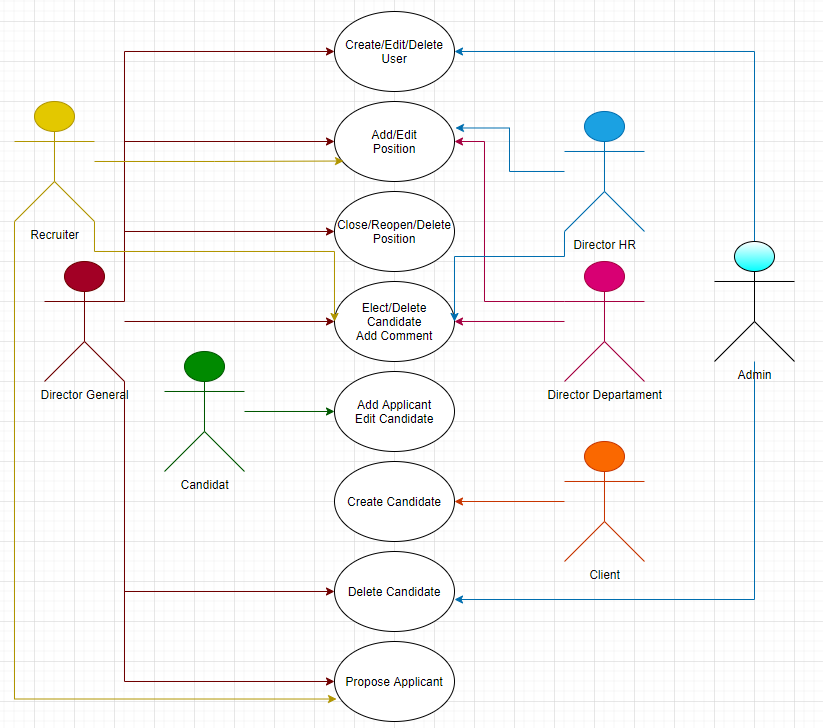 Create/Edit/Delete
User
Add/Edit
Position
Recruiter
Close/Reopen/Delete
Position
Director HR
Elect/Delete
Candidate
Add Comment
Director General
Director Departament
Admin
Add Applicant
Edit Candidate
Candidat
Create Candidate
Client
Delete Candidate
Propose Applicant